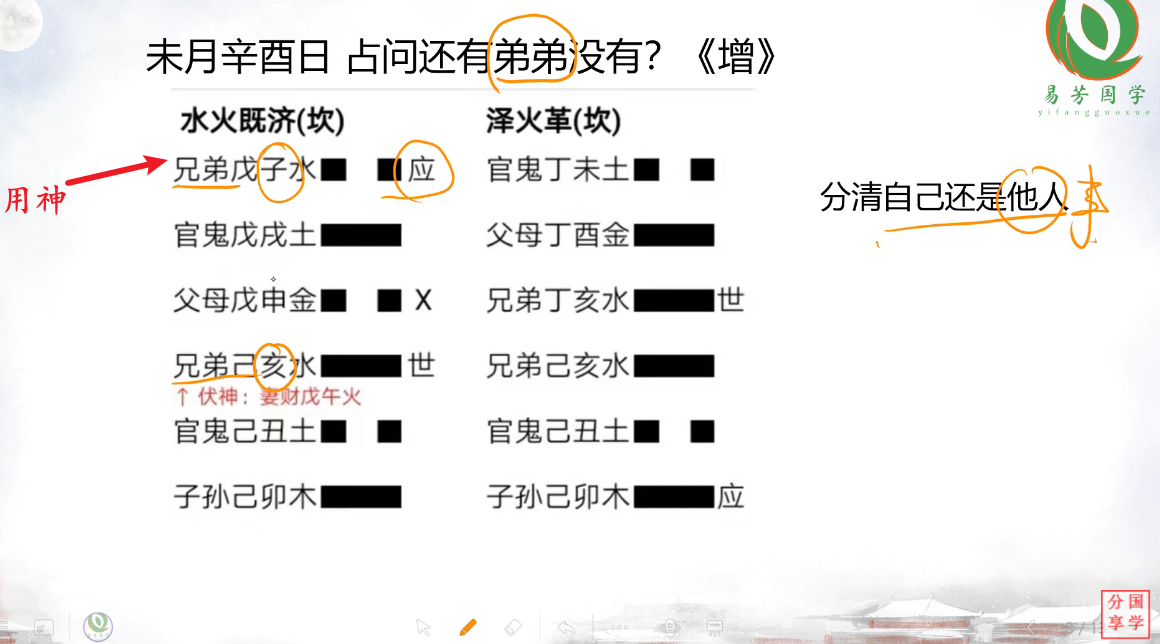 未月辛酉日 占问还有弟弟没有？《增》
易芳国学
yifangguoxue
水火既济(坎)
泽火革(坎)
兄弟戊子水 应
官鬼丁未土
用神
分清自己还是他人事
官鬼戊戌土
父母丁酉金
父母戊申金 X
兄弟丁亥水 世
兄弟己亥水 世
兄弟己亥水
↑ 伏神：妻财戊午火
官鬼己丑土
官鬼己丑土
子孙己卯木
子孙己卯木 应
分国
享学